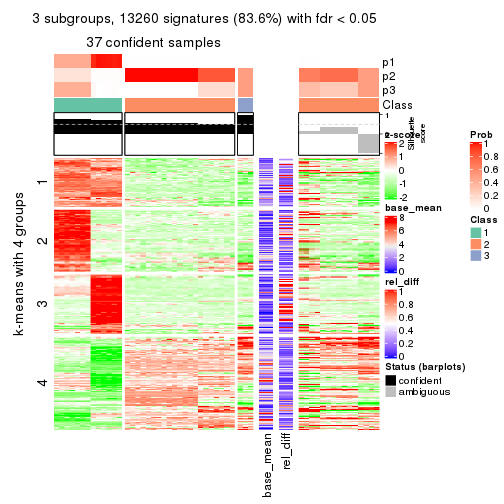 3 subgroups, 13260 signatures (83.6%) with fdr < 0.05
37 confident samples
p1
p2
p3
Class
1
Silhouette
score
z-score
2
1
0
-1
-2
base_mean
8
6
4
2
0
rel_diff
1
0.8
0.6
0.4
0.2
0
Status (barplots)
confident
ambiguous
Prob
1
0.8
0.6
0.4
0.2
0
Class
1
2
3
k-means with 4 groups
1
2
3
4
base_mean
rel_diff